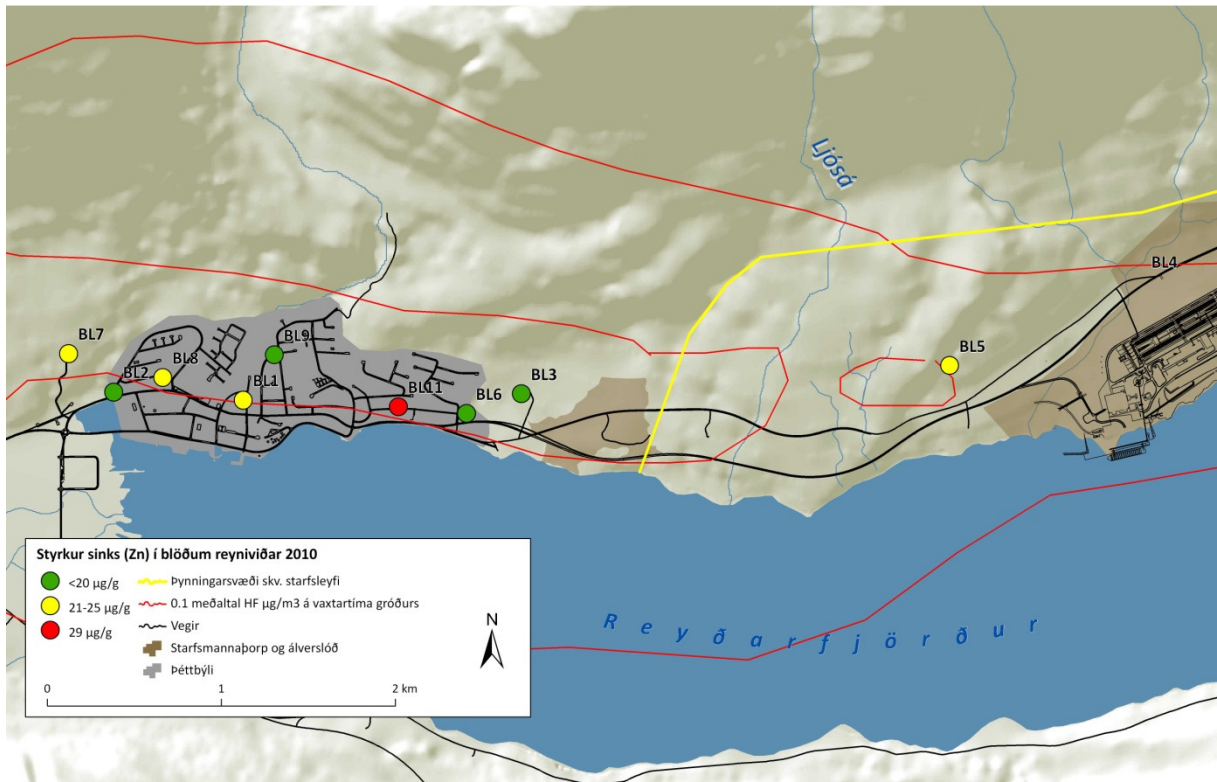 Ljósá
BL4
BL7
BL9
BL5
BL8
BL2
BL1
BL3
BL11
BL6
Styrkur sinks (Zn) í blöðum reyniviðar 2010
<20 µg/g
Þynningarsvæði skv. starfsleyfi
21-25 µg/g
0.1 meðaltal HF µg/m3 á vaxtartíma gróðurs
29 µg/g
Vegir
Starfsmannaþorp og álverslóð
Þéttbýli
N
0 1 2 km
Reyðarfjörður